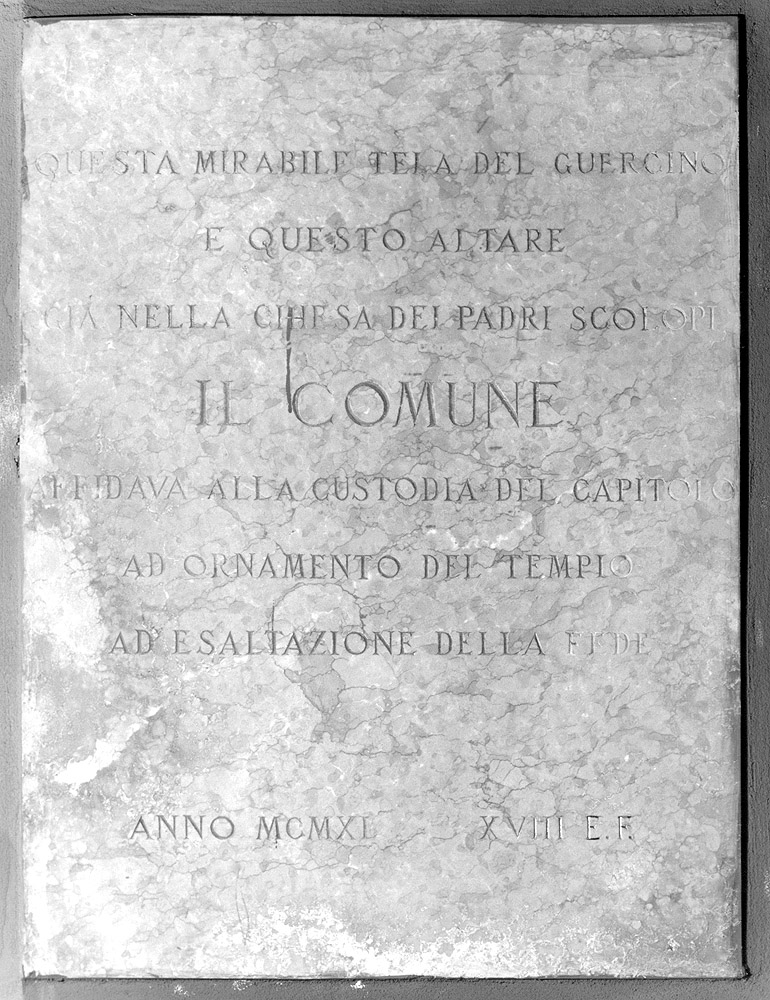 QUESTA MIRABILE TELA DEL GUERCINO
E QUESTO ALTARE
GIÁ NELLA CHIESA DEI PADRI SCOLOPI
IL COMUNE
AFFIDAVA ALLA CUSTODIA DEL CAPITOLO
AD ORNAMENTO DEL TEMPIO
AD ESALTAZIONE DELLA FEDE
ANNO MCMXL XVIII E.F.